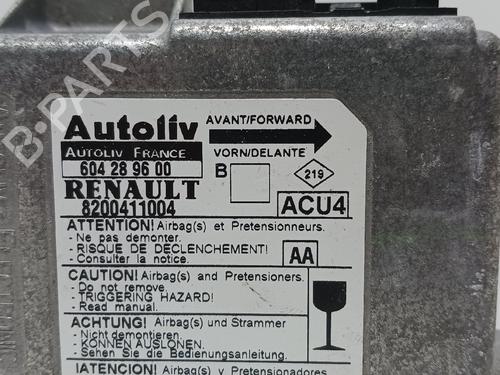 Autoliv
AVANT/FORWARD
AUTOLIV FRANCE
VORN/DELANTE
604 28 96 00
B
219
RENAULT
8200411004
ACU4
ATTENTION! Airbag(s) et Pretensionneurs.
- Ne pas demonter.
- RISQUE DE DECLENCHEMENT!
- Consulter la notice.
AA
CAUTION! Airbag(s) and Pretensioners.
- Do not remove.
- TRIGGERING HAZARD!
- Read manual.
ACHTUNG! Airbag(s) und Strammer
- Nicht demontieren.
- KÖNNEN AUSLÖSEN.
- Sehen Sie die Bedienungsanleitung.
¡ATENCION! Airbag(s) y Pretensionadores
B-PARTS